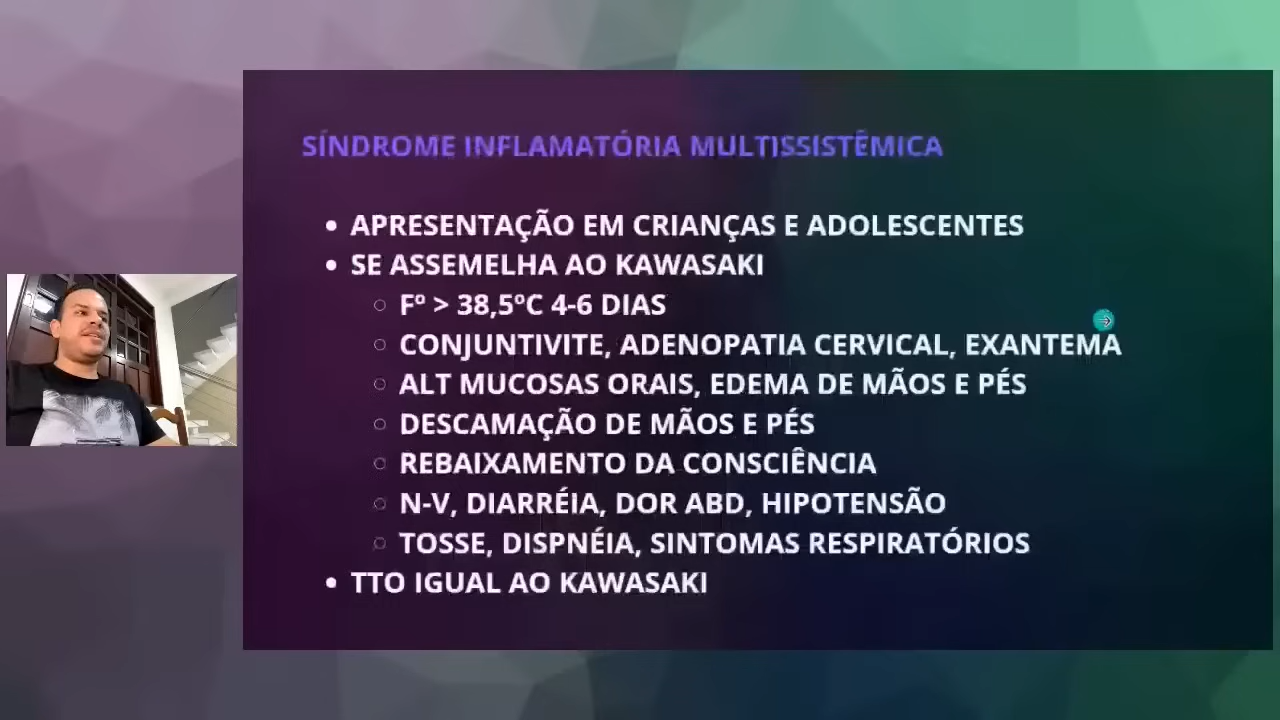 SÍNDROME INFLAMATÓRIA MULTISSISTÊMICA
APRESENTAÇÃO EM CRIANÇAS E ADOLESCENTES
SE ASSEMELHA AO KAWASAKI
Fº > 38,5ºC 4-6 DIAS
CONJUNTIVITE, ADENOPATIA CERVICAL, EXANTEMA
ALT MUCOSAS ORAIS, EDEMA DE MÃOS E PÉS
DESCAMAÇÃO DE MÃOS E PÉS
REBAIXAMENTO DA CONSCIÊNCIA
N-V, DIARRÉIA, DOR ABD, HIPOTENSÃO
TOSSE, DISPNÉIA, SINTOMAS RESPIRATÓRIOS
TTO IGUAL AO KAWASAKI